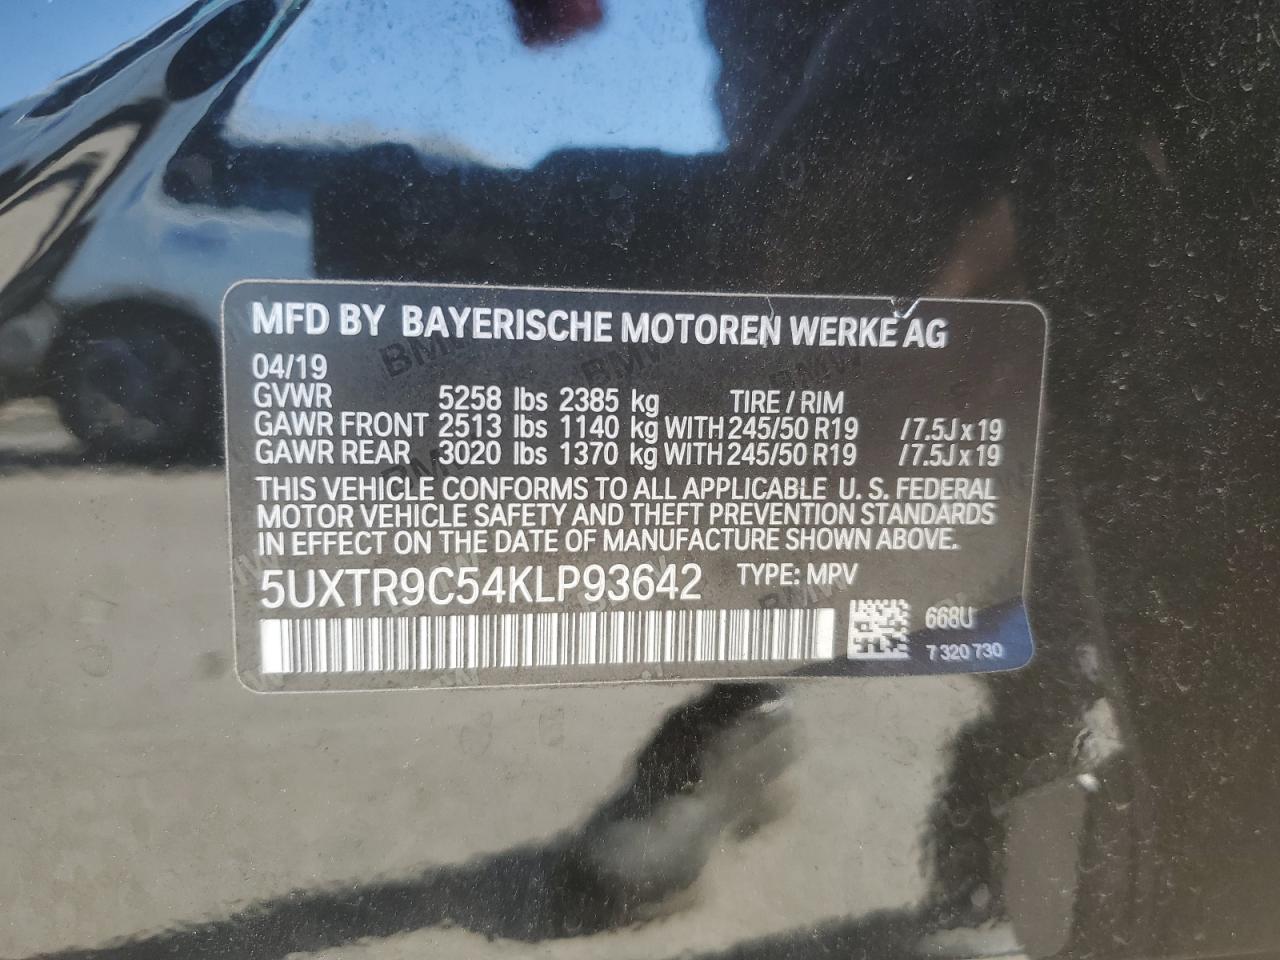 MFD BY BAYERISCHE MOTOREN WERKE AG
04/19
GVWR 5258 lbs 2385 kg TIRE / RIM
GAWR FRONT 2513 lbs 1140 kg WITH 245/50 R19 / 7.5J x 19
GAWR REAR 3020 lbs 1370 kg WITH 245/50 R19 / 7.5J x 19
THIS VEHICLE CONFORMS TO ALL APPLICABLE U. S. FEDERAL
MOTOR VEHICLE SAFETY AND THEFT PREVENTION STANDARDS
IN EFFECT ON THE DATE OF MANUFACTURE SHOWN ABOVE.
5UXTR9C54KLP93642 TYPE: MPV
668U
7 320 730